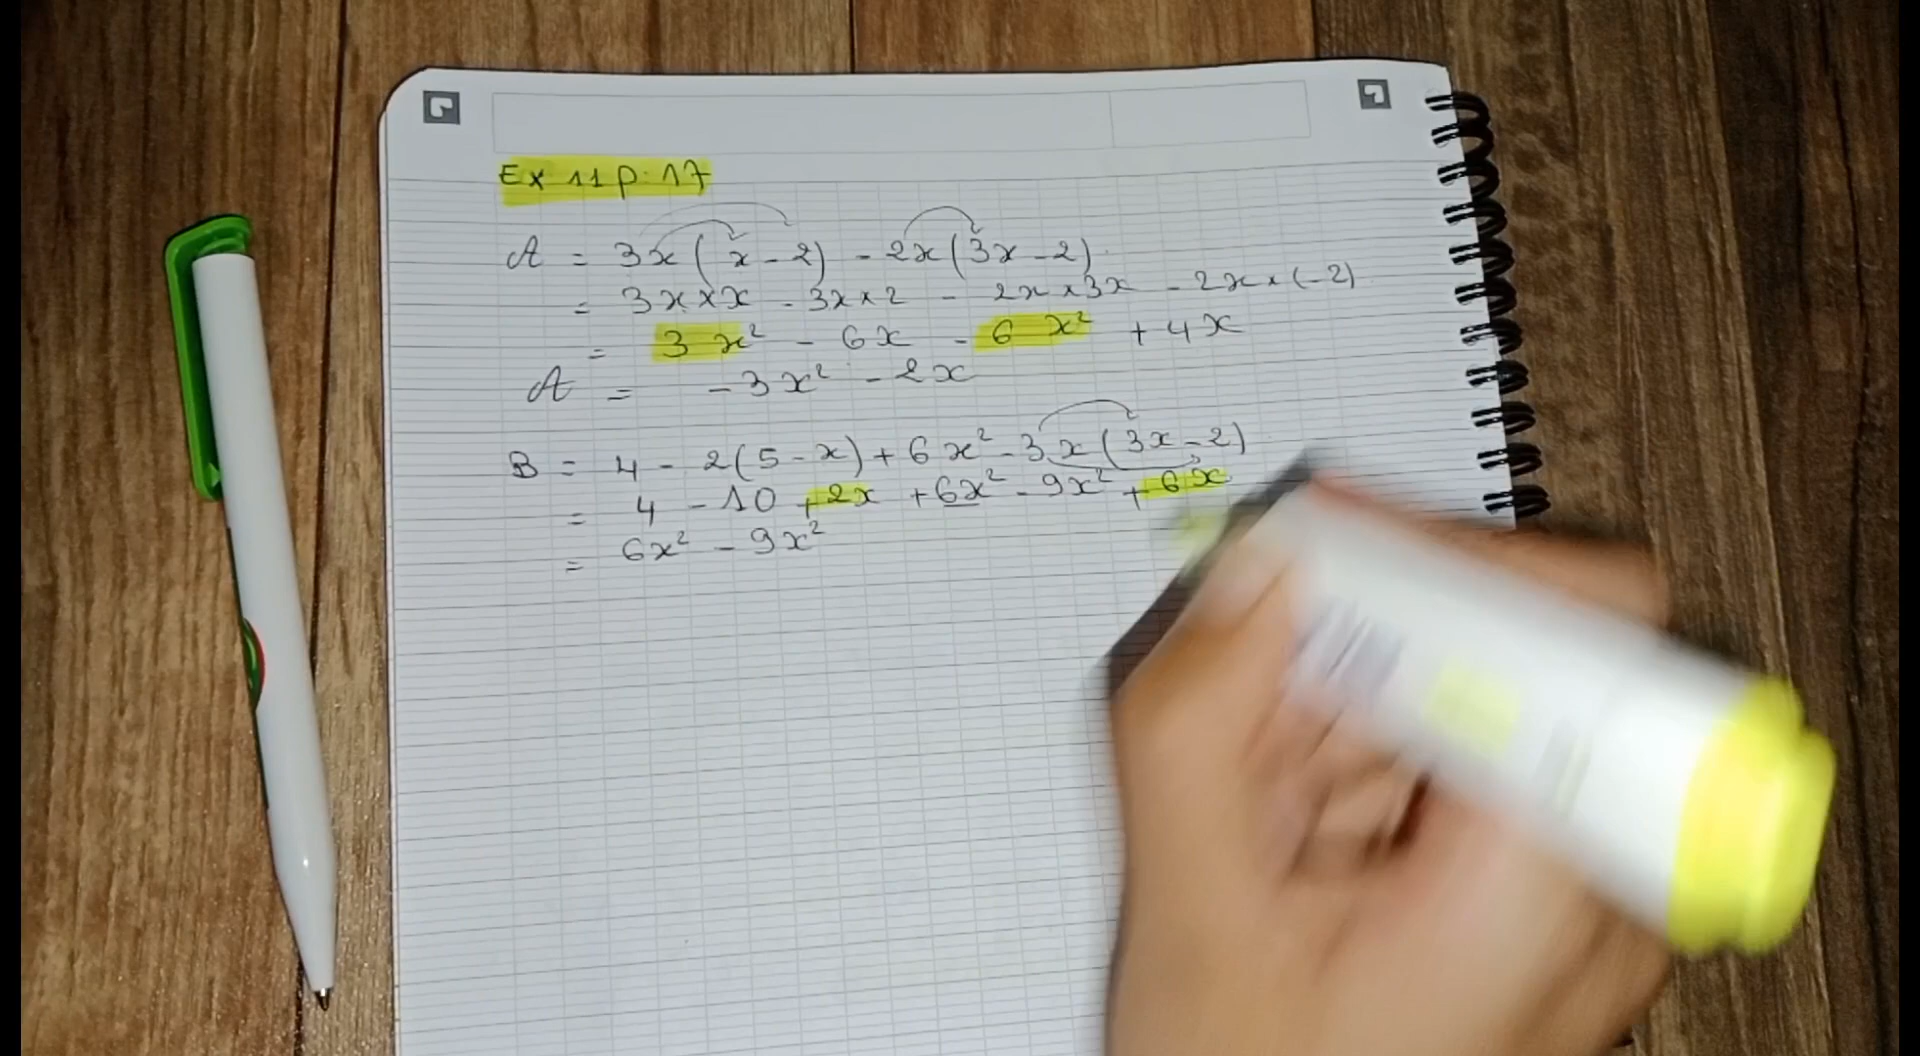 Ex 11 p. 17
A = 3x(x - 2) - 2x(3x - 2)
= 3x × x - 3x × 2 - 2x × 3x - 2x × (-2)
= 3x² - 6x - 6x² + 4x
A = -3x² - 2x
B = 4 - 2(5 - x) + 6x² - 3x(3x - 2)
= 4 - 10 + 2x + 6x² - 9x² + 6x
= 6x² - 9x²